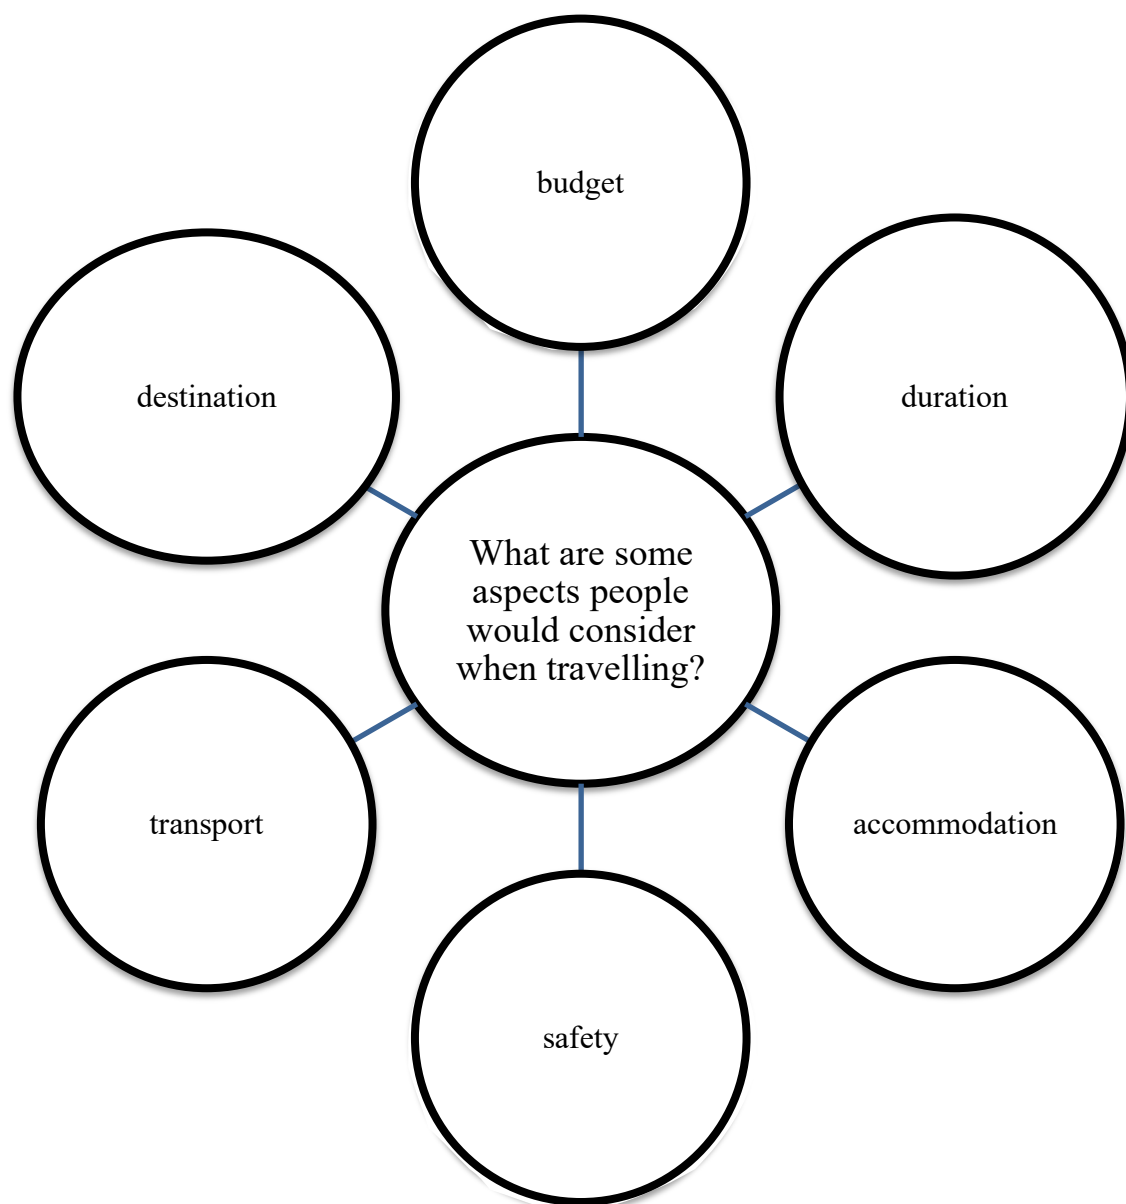 budget
destination
duration
What are some
aspects people
would consider
when travelling?
transport
accommodation
safety